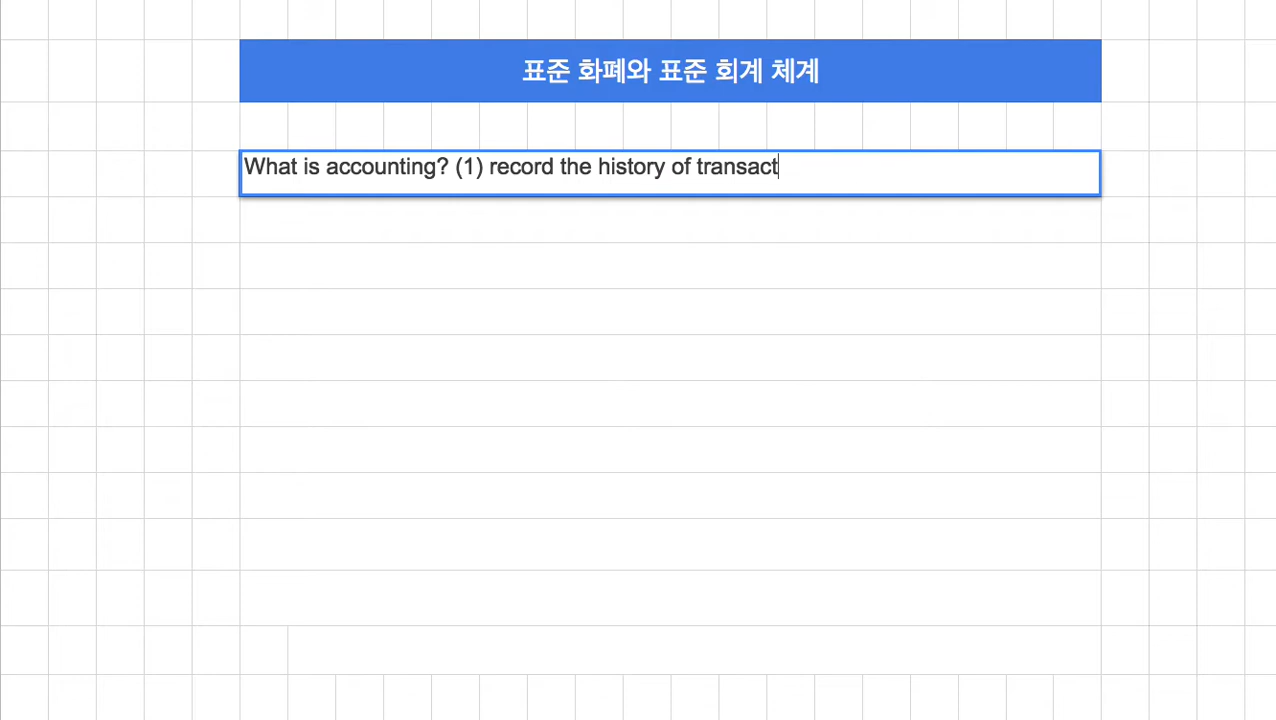 표준 화폐와 표준 회계 체계
What is accounting? (1) record the history of transact